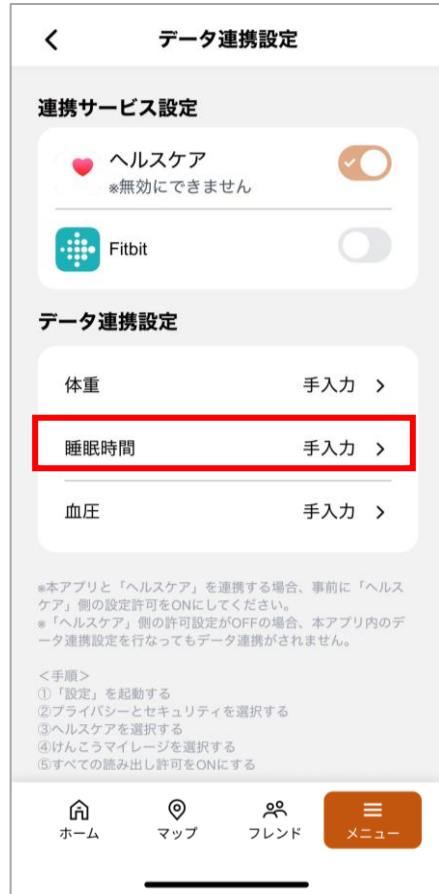 データ連携設定
連携サービス設定
ヘルスケア
※無効にできません
Fitbit
データ連携設定
体重 手入力
睡眠時間 手入力
血圧 手入力
※本アプリと「ヘルスケア」を連携する場合、事前に「ヘルス
ケア」側の設定許可をONにしてください。
※「ヘルスケア」側の許可設定がOFFの場合、本アプリ内のデ
ータ連携設定を行なってもデータ連携がされません。
<手順>
①「設定」を起動する
②プライバシーとセキュリティを選択する
③ヘルスケアを選択する
④けんこうマイレージを選択する
⑤すべての読み出し許可をONにする
ホーム マップ フレンド メニュー